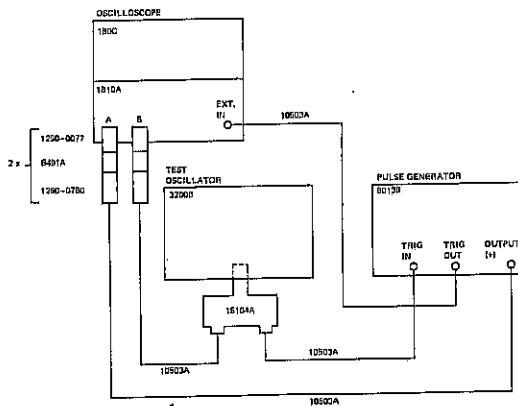 OSCILLOSCOPE
180C
1810A
A B
EXT.
IN
10503A
2 x
1250-0077
8491A
1250-0780
TEST
OSCILLATOR
3200B
PULSE GENERATOR
8013B
TRIG
IN
TRIG
OUT
OUTPUT
(+)
15104A
10503A
10503A
10503A